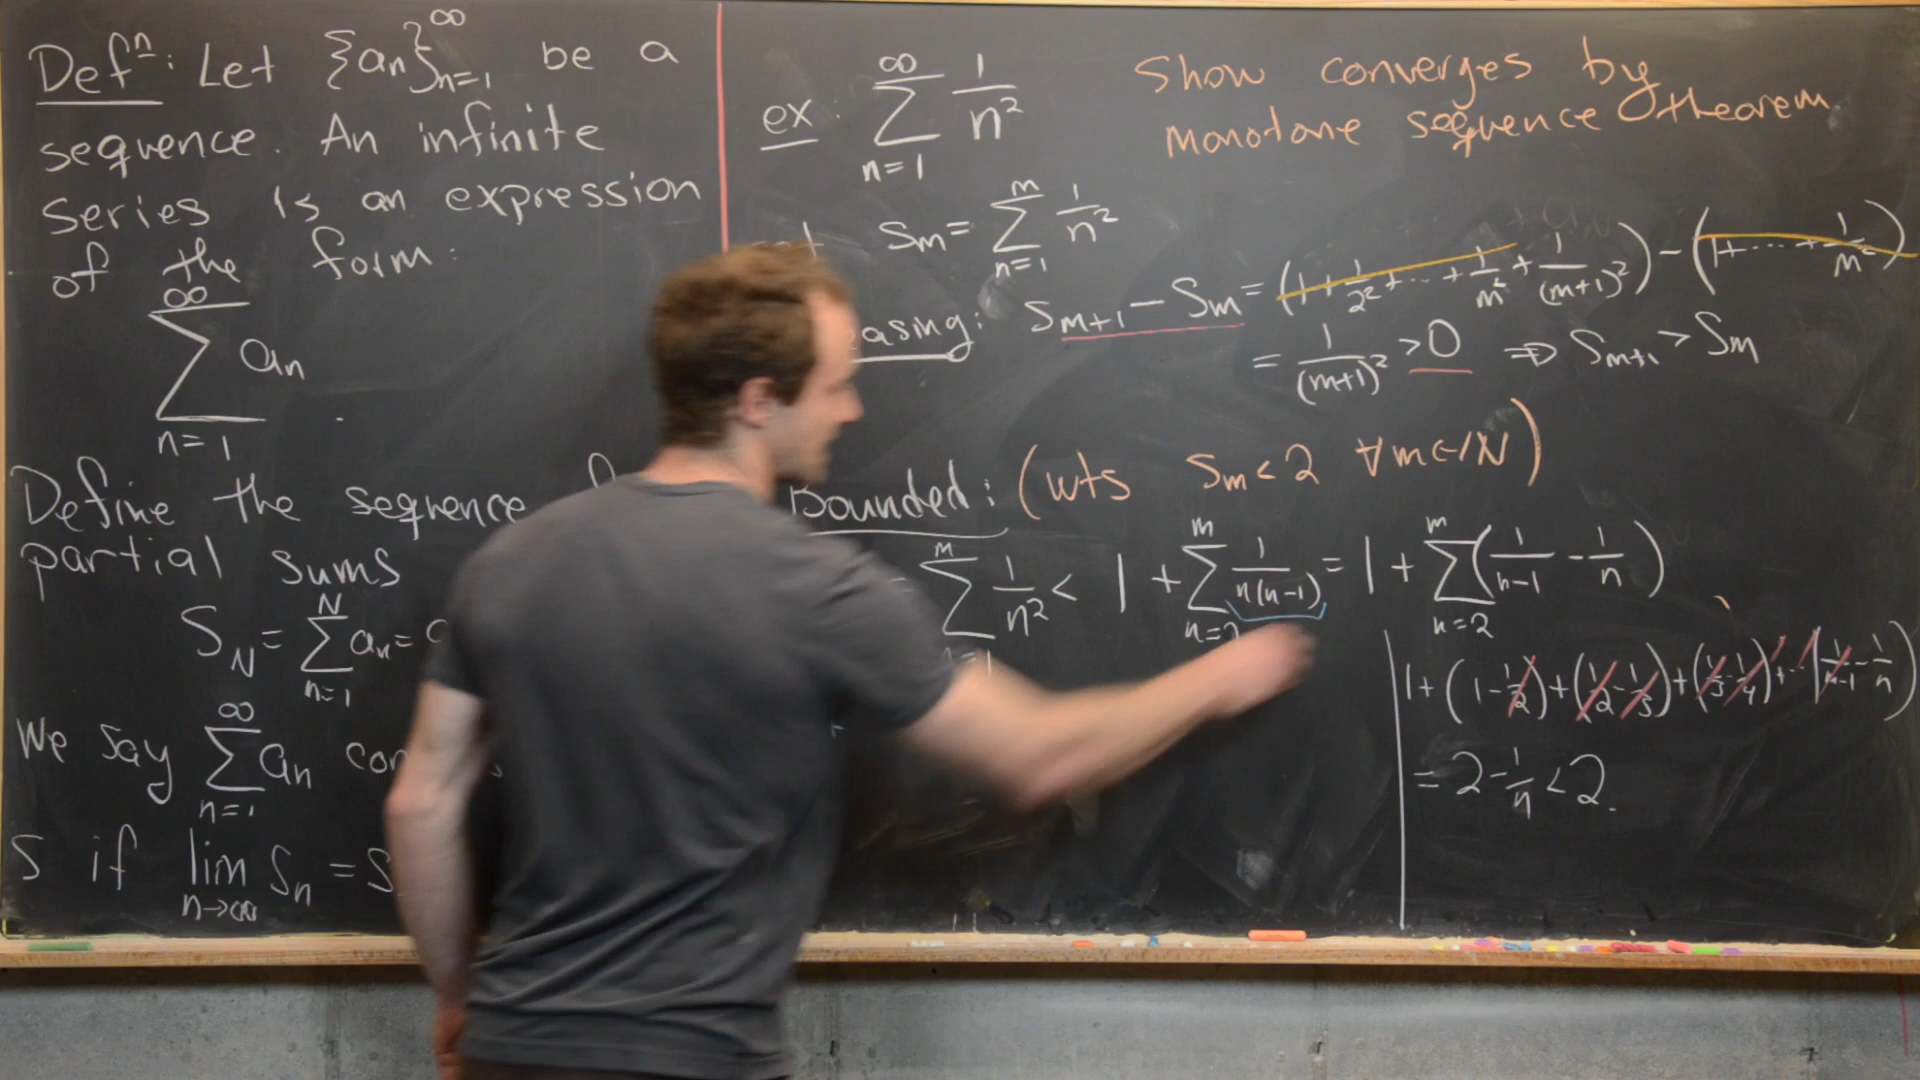 Defⁿ: Let {aₙ}ₙ₌₁^∞ be a
sequence. An infinite
series is an expression
of the form:
∞
∑ aₙ
n=1
Define the sequence
partial sums
S_N = ∑_{n=1}^{N} aₙ =
We say ∑_{n=1}^{∞} aₙ
S if lim_{n→∞} Sₙ = S
ex: ∑_{n=1}^{∞} 1/n²
Show converges by
monotone sequence theorem
Sₘ = ∑_{n=1}^{m} 1/n²
Sₘ₊₁ − Sₘ = (1 + 1/2² + ... + 1/m² + 1/(m+1)²) − (1 + ... + 1/m²)
= 1/(m+1)² > 0 ⇒ Sₘ₊₁ > Sₘ
Bounded: (wts Sₘ < 2 ∀m∈ℕ)
= ∑_{n=1}^{m} 1/n² < 1 + ∑_{n=2}^{m} 1/(n(n−1)) = 1 + ∑_{n=2}^{m} (1/(n−1) − 1/n)
1 + (1 − 1/2) + (1/2 − 1/3) + (1/3 − 1/4) + ... (1/(n−1) − 1/n)
= 2 − 1/n < 2.